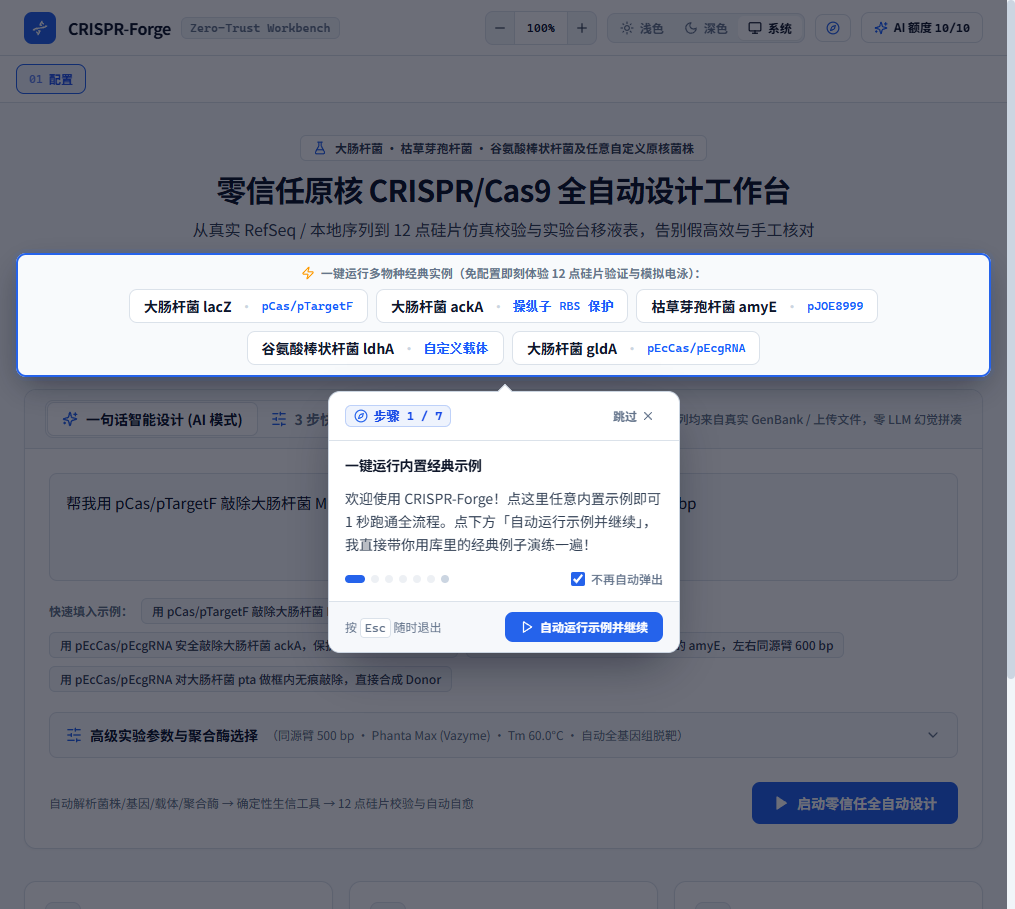 CRISPR-Forge
Zero-Trust Workbench
100%
浅色
深色
系统
AI 额度 10/10
01 配置
大肠杆菌 · 枯草芽孢杆菌 · 谷氨酸棒状杆菌及任意自定义原核菌株
零信任原核 CRISPR/Cas9 全自动设计工作台
从真实 RefSeq / 本地序列到 12 点硅片仿真校验与实验台移液表，告别假高效与手工核对
一键运行多物种经典实例（免配置即刻体验 12 点硅片验证与模拟电泳）：
大肠杆菌 lacZ · pCas/pTargetF
大肠杆菌 ackA · 操纵子 RBS 保护
枯草芽孢杆菌 amyE · pJOE8999
谷氨酸棒状杆菌 ldhA · 自定义载体
大肠杆菌 gldA · pEcCas/pEcgRNA
一句话智能设计 (AI 模式)
3 步快
列均来自真实 GenBank / 上传文件，零 LLM 幻觉拼凑
步骤 1 / 7
跳过
一键运行内置经典示例
欢迎使用 CRISPR-Forge！点这里任意内置示例即可
1 秒跑通全流程。点下方「自动运行示例并继续」，
我直接带你用库里的经典例子演练一遍！
不再自动弹出
按 Esc 随时退出
自动运行示例并继续
帮我用 pCas/pTargetF 敲除大肠杆菌 M
bp
快速填入示例：
用 pCas/pTargetF 敲除大肠杆菌
用 pEcCas/pEcgRNA 安全敲除大肠杆菌 ackA，保
的 amyE，左右同源臂 600 bp
用 pEcCas/pEcgRNA 对大肠杆菌 pta 做框内无痕敲除，直接合成 Donor
高级实验参数与聚合酶选择
（同源臂 500 bp · Phanta Max (Vazyme) · Tm 60.0°C · 自动全基因组脱靶）
自动解析菌株/基因/载体/聚合酶 → 确定性生信工具 → 12 点硅片校验与自动自愈
启动零信任全自动设计